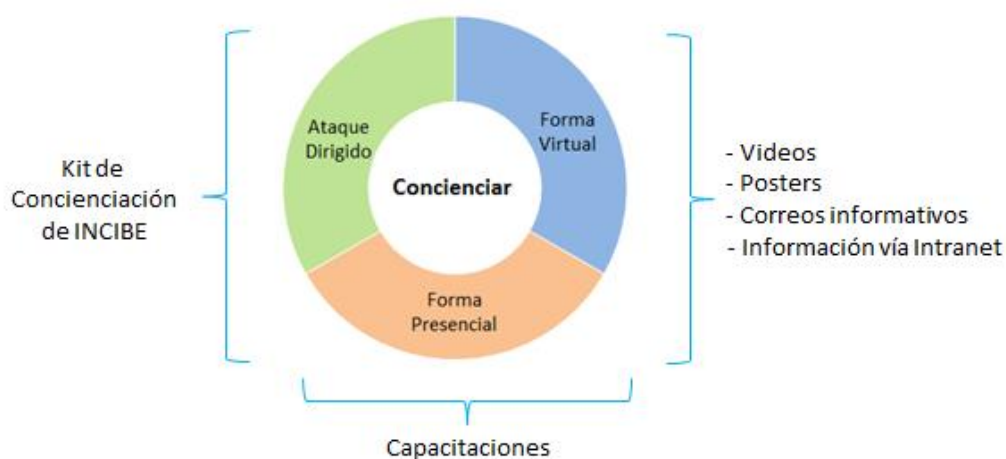 Ataque
Dirigido
Forma
Virtual
Concienciar
Forma
Presencial
Kit de
Concienciación
de INCIBE
- Videos
- Posters
- Correos informativos
- Información vía Intranet
Capacitaciones